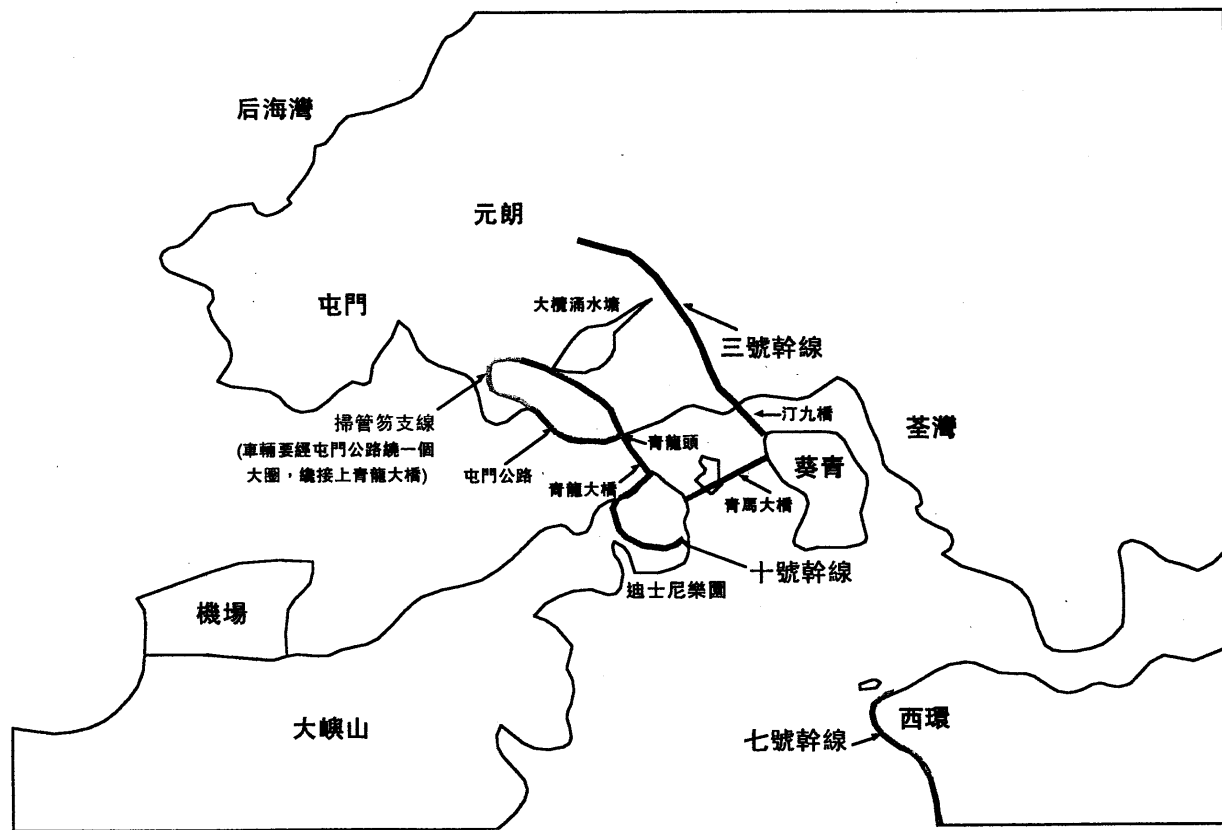 后海灣
元朗
屯門
大欖涌水塘
三號幹線
掃管笏支線
(車輛要經屯門公路繞一個
大圈，纔接上青龍大橋)
屯門公路
青龍頭
青龍大橋
汀九橋
荃灣
葵青
青馬大橋
十號幹線
迪士尼樂園
機場
大嶼山
西環
七號幹線